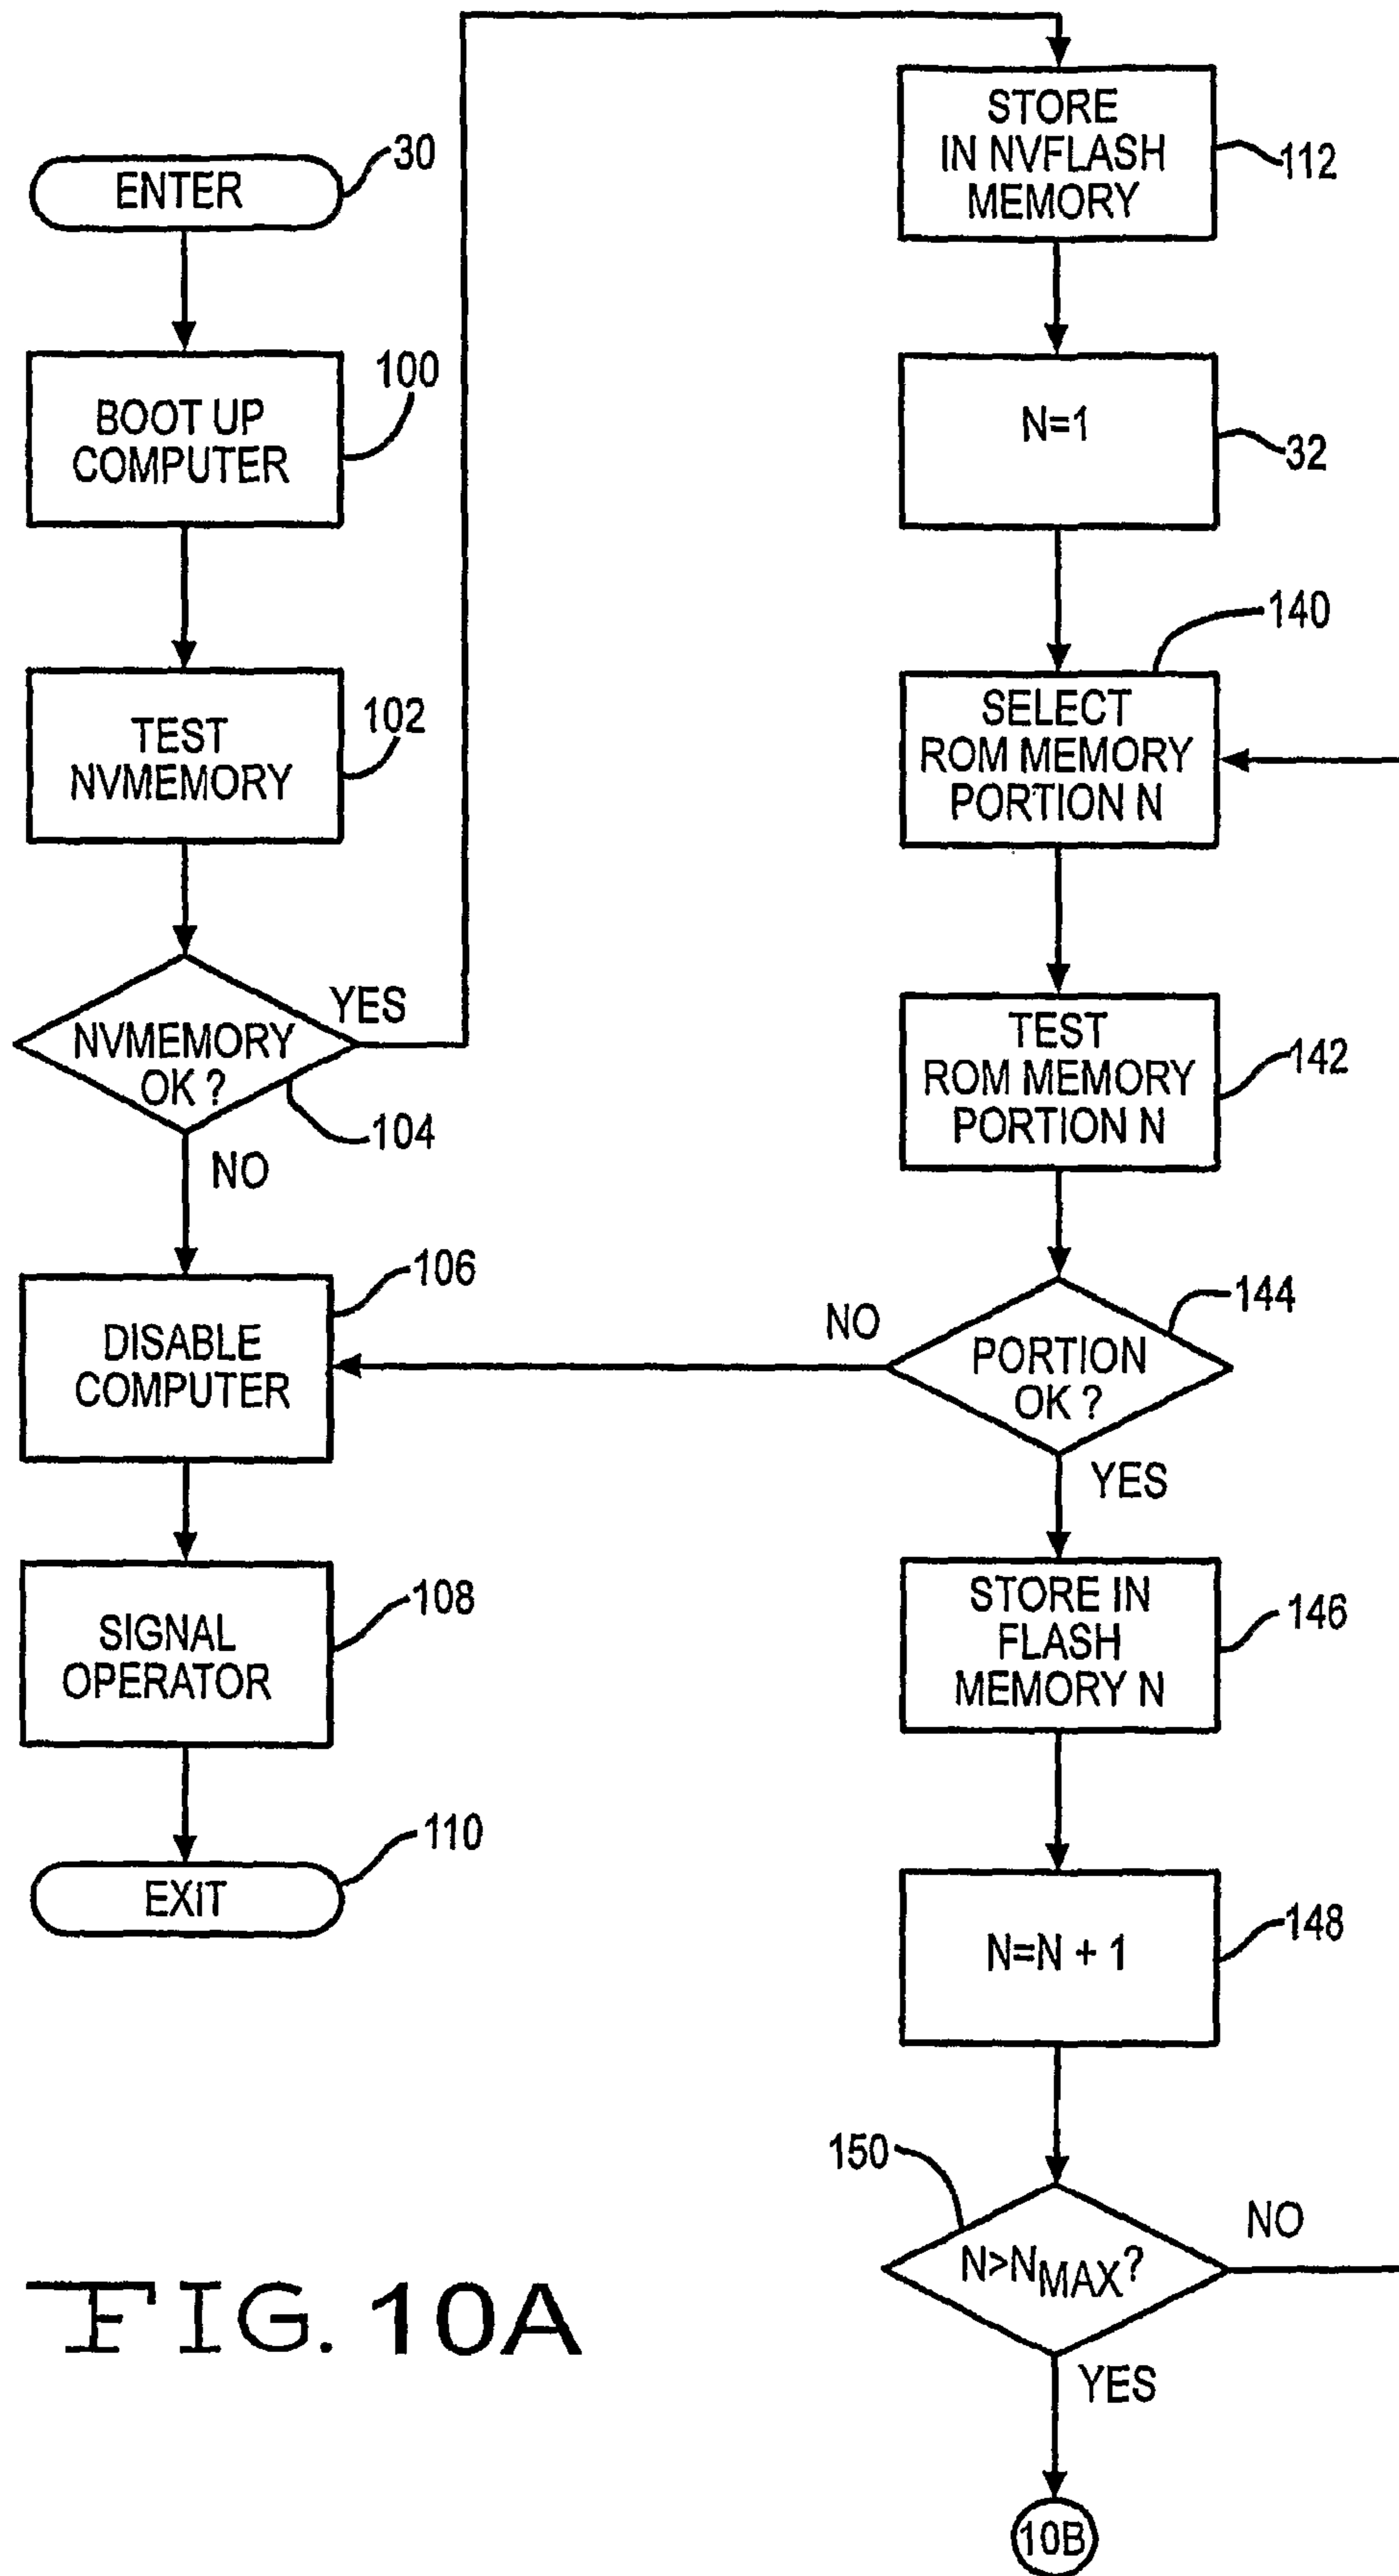 ENTER
30
BOOT UP
COMPUTER
100
TEST
NVMEMORY
102
NVMEMORY
OK ?
YES
104
NO
DISABLE
COMPUTER
106
SIGNAL
OPERATOR
108
EXIT
110
STORE
IN NVFLASH
MEMORY
112
N=1
32
140
SELECT
ROM MEMORY
PORTION N
TEST
ROM MEMORY
PORTION N
142
NO
144
PORTION
OK ?
YES
STORE IN
FLASH
MEMORY N
146
N=N + 1
148
150
N>NMAX?
NO
YES
10B
FIG. 10A